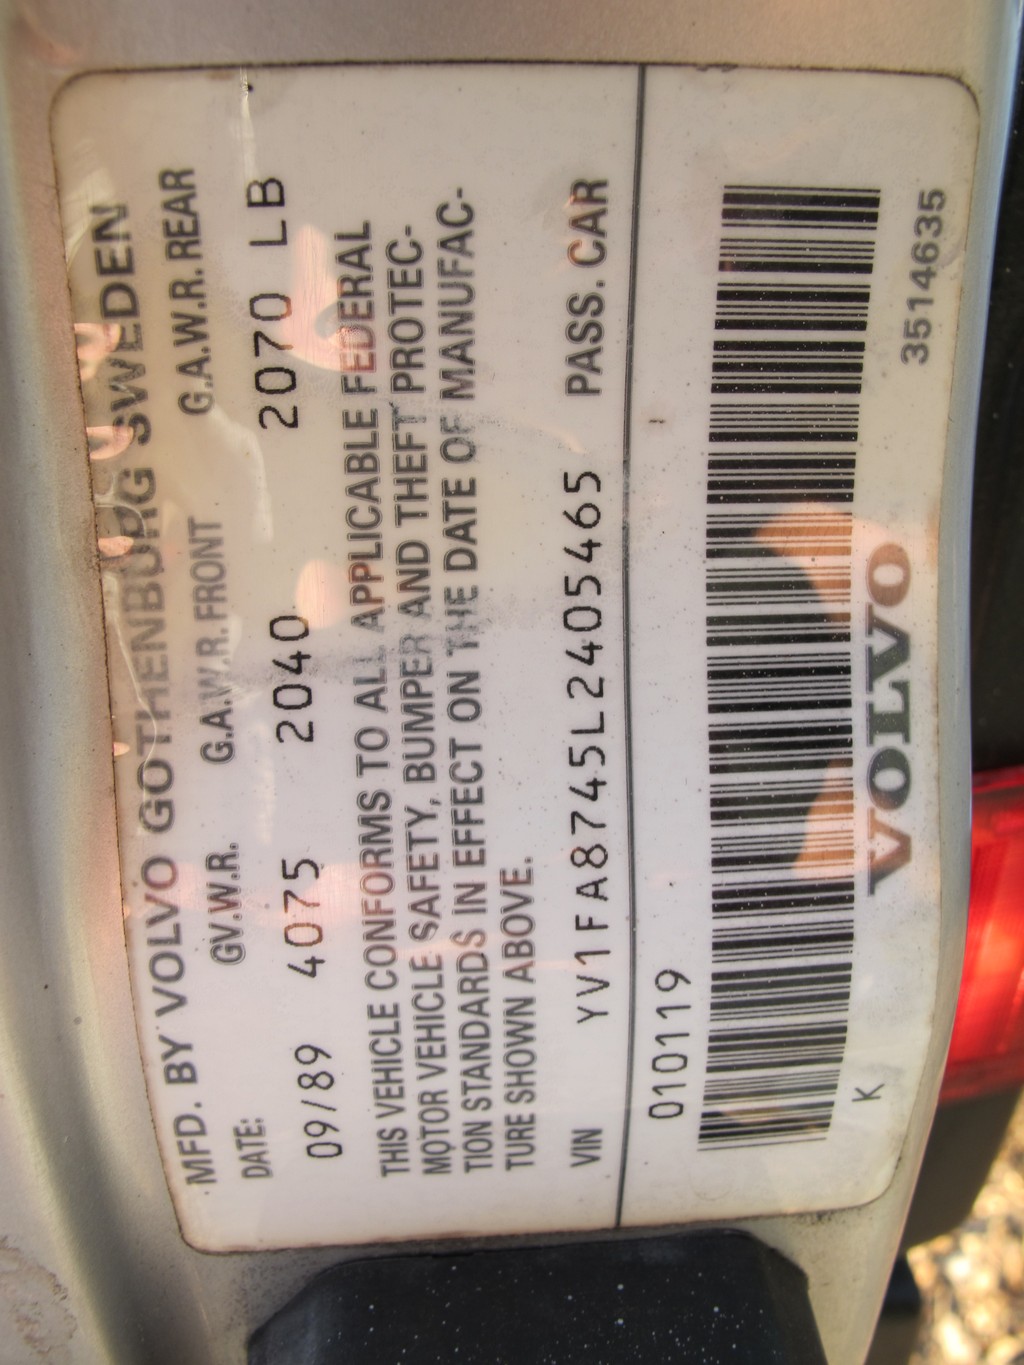 MFD. BY VOLVO GOTHENBURG SWEDEN
DATE: GV.W.R. G.A.W.R. FRONT G.A.W.R. REAR
09/89 4075 2040 2070 LB
THIS VEHICLE CONFORMS TO ALL APPLICABLE FEDERAL
MOTOR VEHICLE SAFETY, BUMPER AND THEFT PROTEC-
TION STANDARDS IN EFFECT ON THE DATE OF MANUFAC-
TURE SHOWN ABOVE.
VIN YV1FA8745L2405465 PASS. CAR
010119
K VOLVO 3514635